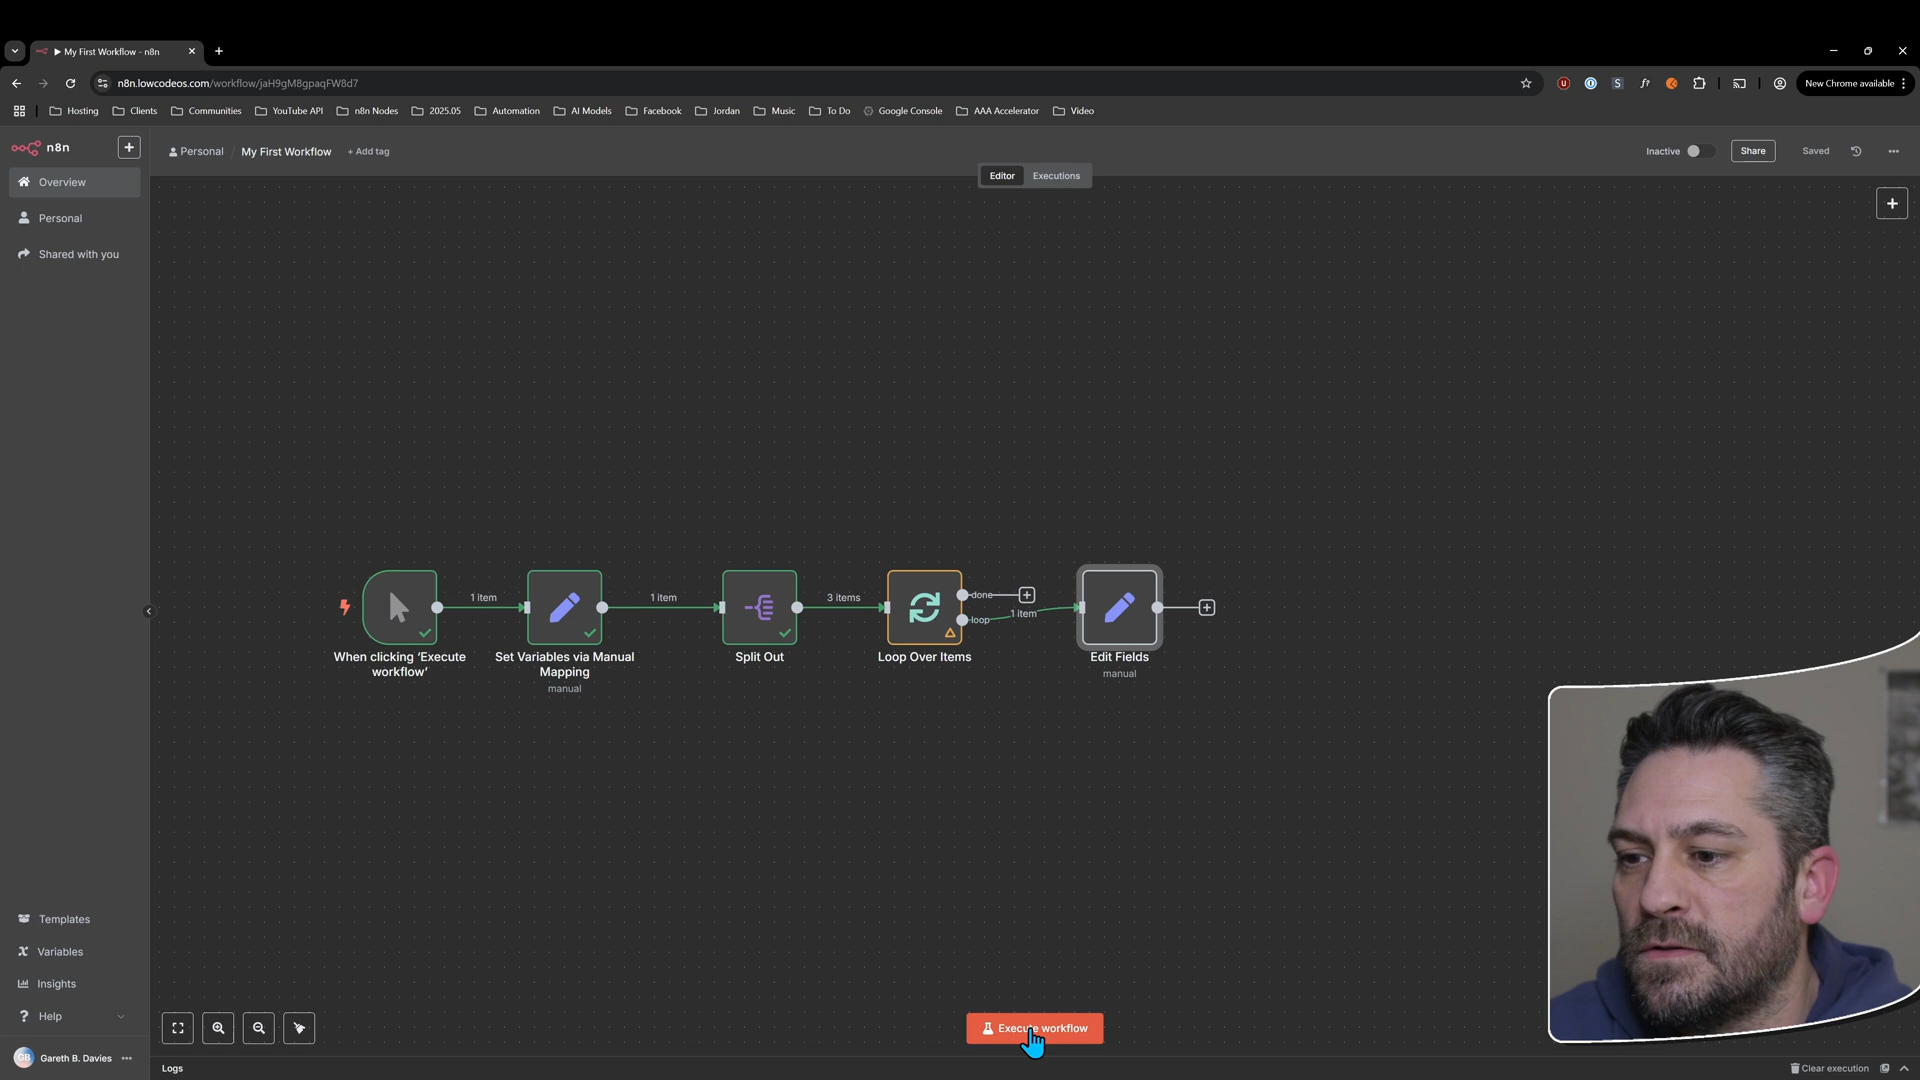 My First Workflow - n8n
n8n.lowcodeos.com/workflow/jaH9gM8gpaqFW8d7
New Chrome available
Hosting
Clients
Communities
YouTube API
n8n Nodes
2025.05
Automation
AI Models
Facebook
Jordan
Music
To Do
Google Console
AAA Accelerator
Video
n8n
Personal / My First Workflow + Add tag
Inactive
Share
Saved
Editor
Executions
Overview
Personal
Shared with you
1 item
1 item
3 items
done
loop
1 item
When clicking ‘Execute
workflow’
Set Variables via Manual
Mapping
manual
Split Out
Loop Over Items
Edit Fields
manual
Templates
Variables
Insights
Help
Execute workflow
GB
Gareth B. Davies
Logs
Clear execution